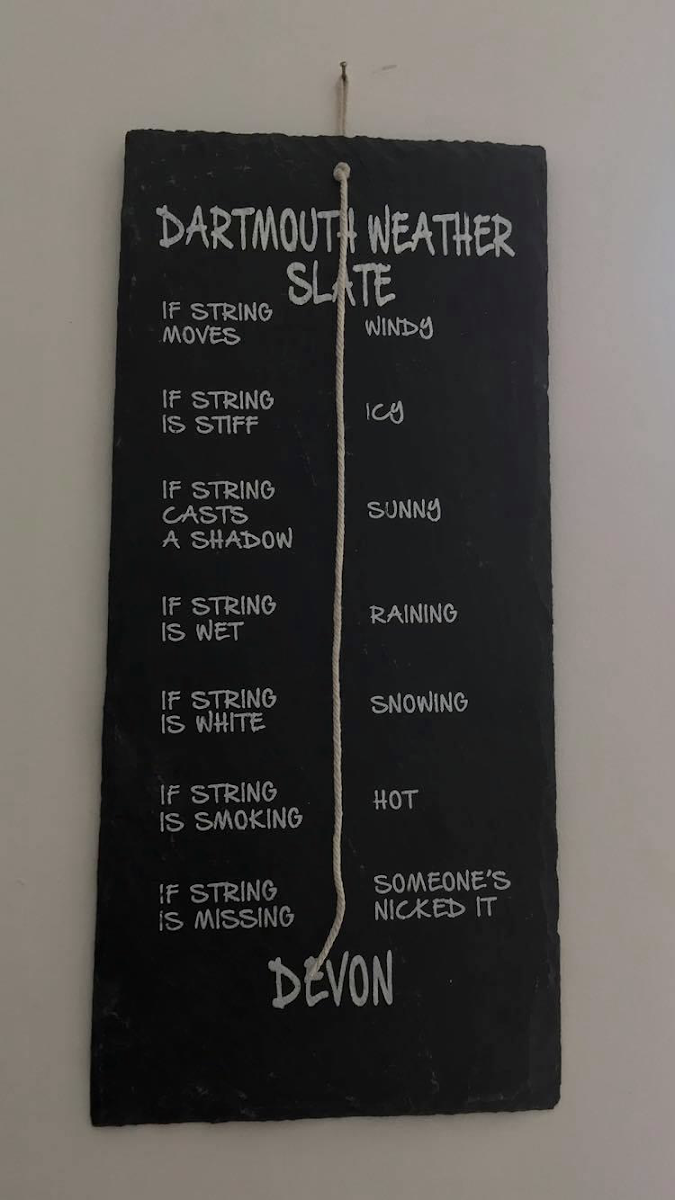 DARTMOUTH WEATHER
SLATE
IF STRING
MOVES
WINDY
IF STRING
IS STIFF
ICY
IF STRING
CASTS
A SHADOW
SUNNY
IF STRING
IS WET
RAINING
IF STRING
IS WHITE
SNOWING
IF STRING
IS SMOKING
HOT
IF STRING
IS MISSING
SOMEONE'S
NICKED IT
DEVON